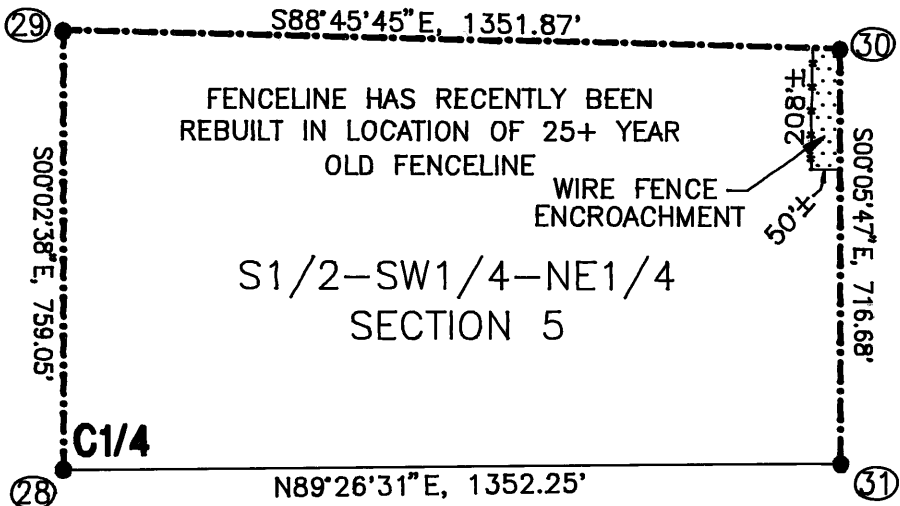 S88°45'45"E, 1351.87'
29
30
FENCELINE HAS RECENTLY BEEN
REBUILT IN LOCATION OF 25+ YEAR
OLD FENCELINE
208'±
WIRE FENCE
ENCROACHMENT
50'±
S00°02'38"E, 759.05'
S00°05'47"E, 716.68'
S1/2-SW1/4-NE1/4
SECTION 5
C1/4
28
N89°26'31"E, 1352.25'
31